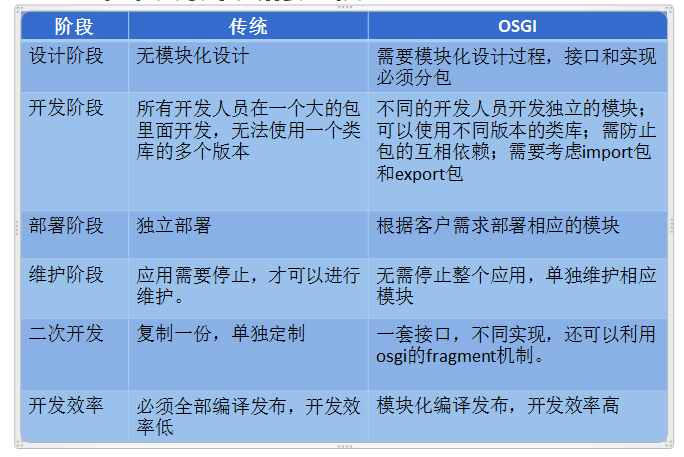 阶段 传统 OSGI
设计阶段 无模块化设计 需要模块化设计过程，接口和实现
必须分包
开发阶段 所有开发人员在一个大的包 不同的开发人员开发独立的模块；
里面开发，无法使用一个类 可以使用不同版本的类库；需防止
库的多个版本 包的互相依赖；需要考虑import包
和export包
部署阶段 独立部署 根据客户需求部署相应的模块
维护阶段 应用需要停止，才可以进行 无需停止整个应用，单独维护相应
维护。 模块
二次开发 复制一份，单独定制 一套接口，不同实现，还可以利用
osgi的fragment机制。
开发效率 必须全部编译发布，开发效 模块化编译发布，开发效率高
率低